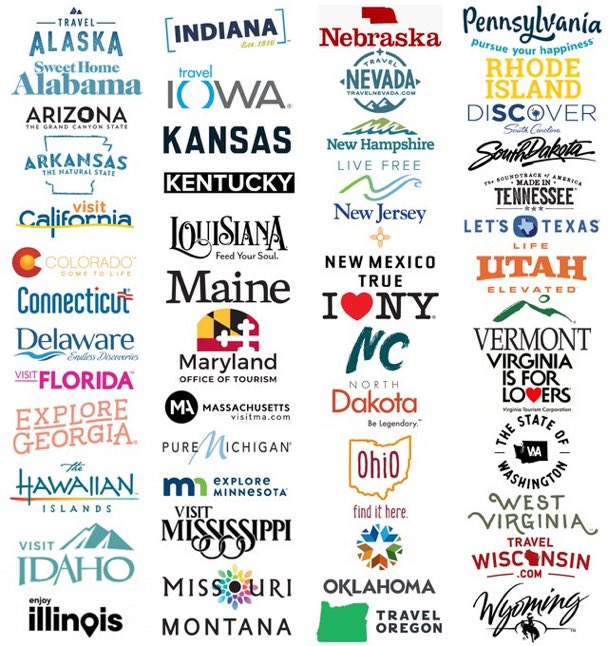 TRAVEL
ALASKA
Sweet Home
Alabama
ARIZONA
THE GRAND CANYON STATE
ARKANSAS
THE NATURAL STATE
visit
California
COLORADO™
COME TO LIFE
Connecticut
Delaware
Endless Discoveries
VISIT FLORIDA
EXPLORE
GEORGIA
the
HAWAIIAN
ISLANDS
VISIT
IDAHO
enjoy
illinois
INDIANA
Est. 1816
travel
IOWA®
KANSAS
KENTUCKY
LOUISIANA
Feed Your Soul.
Maine
Maryland
OFFICE OF TOURISM
MA MASSACHUSETTS
visitma.com
PURE MICHIGAN®
mn EXPLORE
MINNESOTA
VISIT
MISSISSIPPI
MISSOURI
MONTANA
Nebraska
TRAVEL
NEVADA
TRAVELNEVADA.COM
New Hampshire
LIVE FREE
New Jersey
NEW MEXICO
TRUE
I NY®
NC
NORTH
Dakota
Be Legendary.™
OhiO
find it here.
OKLAHOMA
TRAVEL
OREGON
Pennsylvania
pursue your happiness
RHODE
ISLAND
DISCOVER
South Carolina
South Dakota
The SOUNDTRACK of AMERICA
MADE IN
TENNESSEE
LET'S TEXAS
LIFE
UTAH
ELEVATED
VERMONT
VIRGINIA
IS FOR
LOVERS
Virginia Tourism Corporation
THE STATE OF
WA
WASHINGTON
WEST
VIRGINIA
TRAVEL
WISCONSIN
.COM
Wyoming